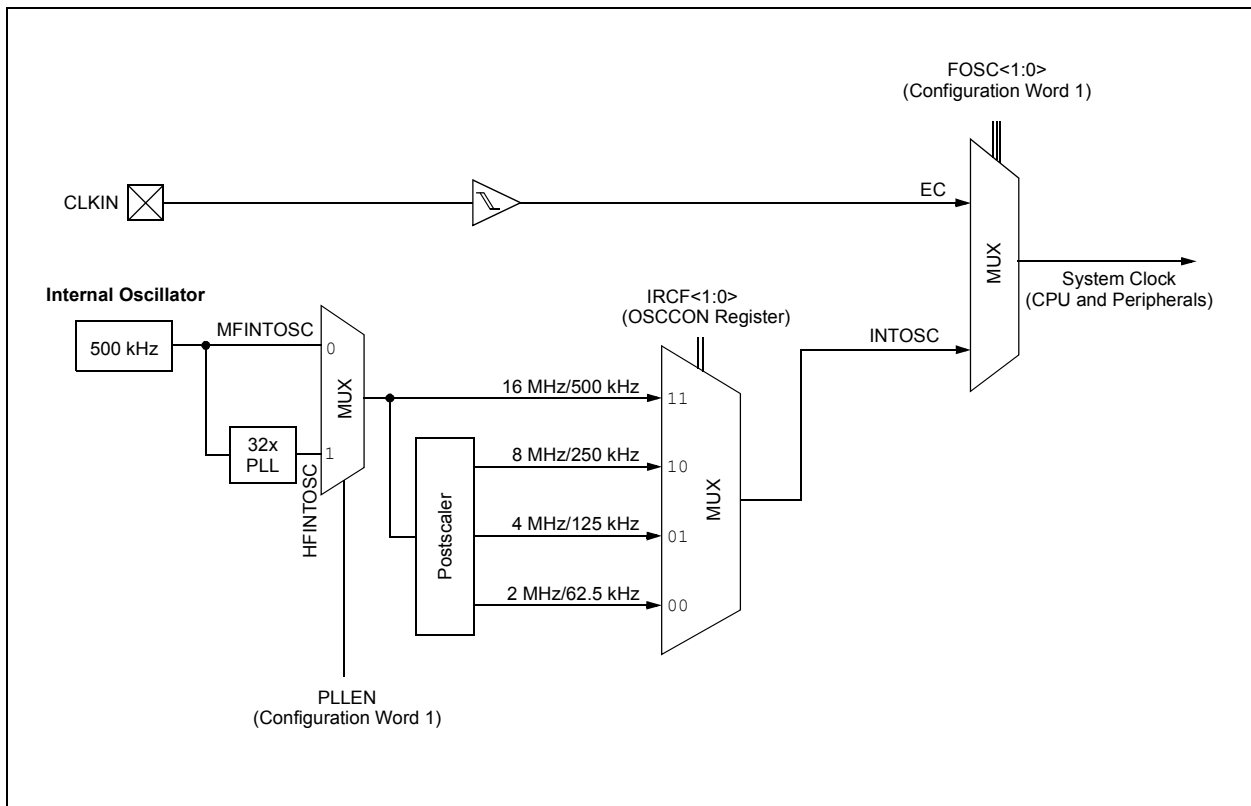 FOSC<1:0>
(Configuration Word 1)
CLKIN
EC
MUX
System Clock
(CPU and Peripherals)
Internal Oscillator
500 kHz
MFINTOSC
0
MUX
32x
PLL
1
HFINTOSC
PLLEN
(Configuration Word 1)
IRCF<1:0>
(OSCCON Register)
INTOSC
16 MHz/500 kHz
11
8 MHz/250 kHz
10
Postscaler
MUX
4 MHz/125 kHz
01
2 MHz/62.5 kHz
00